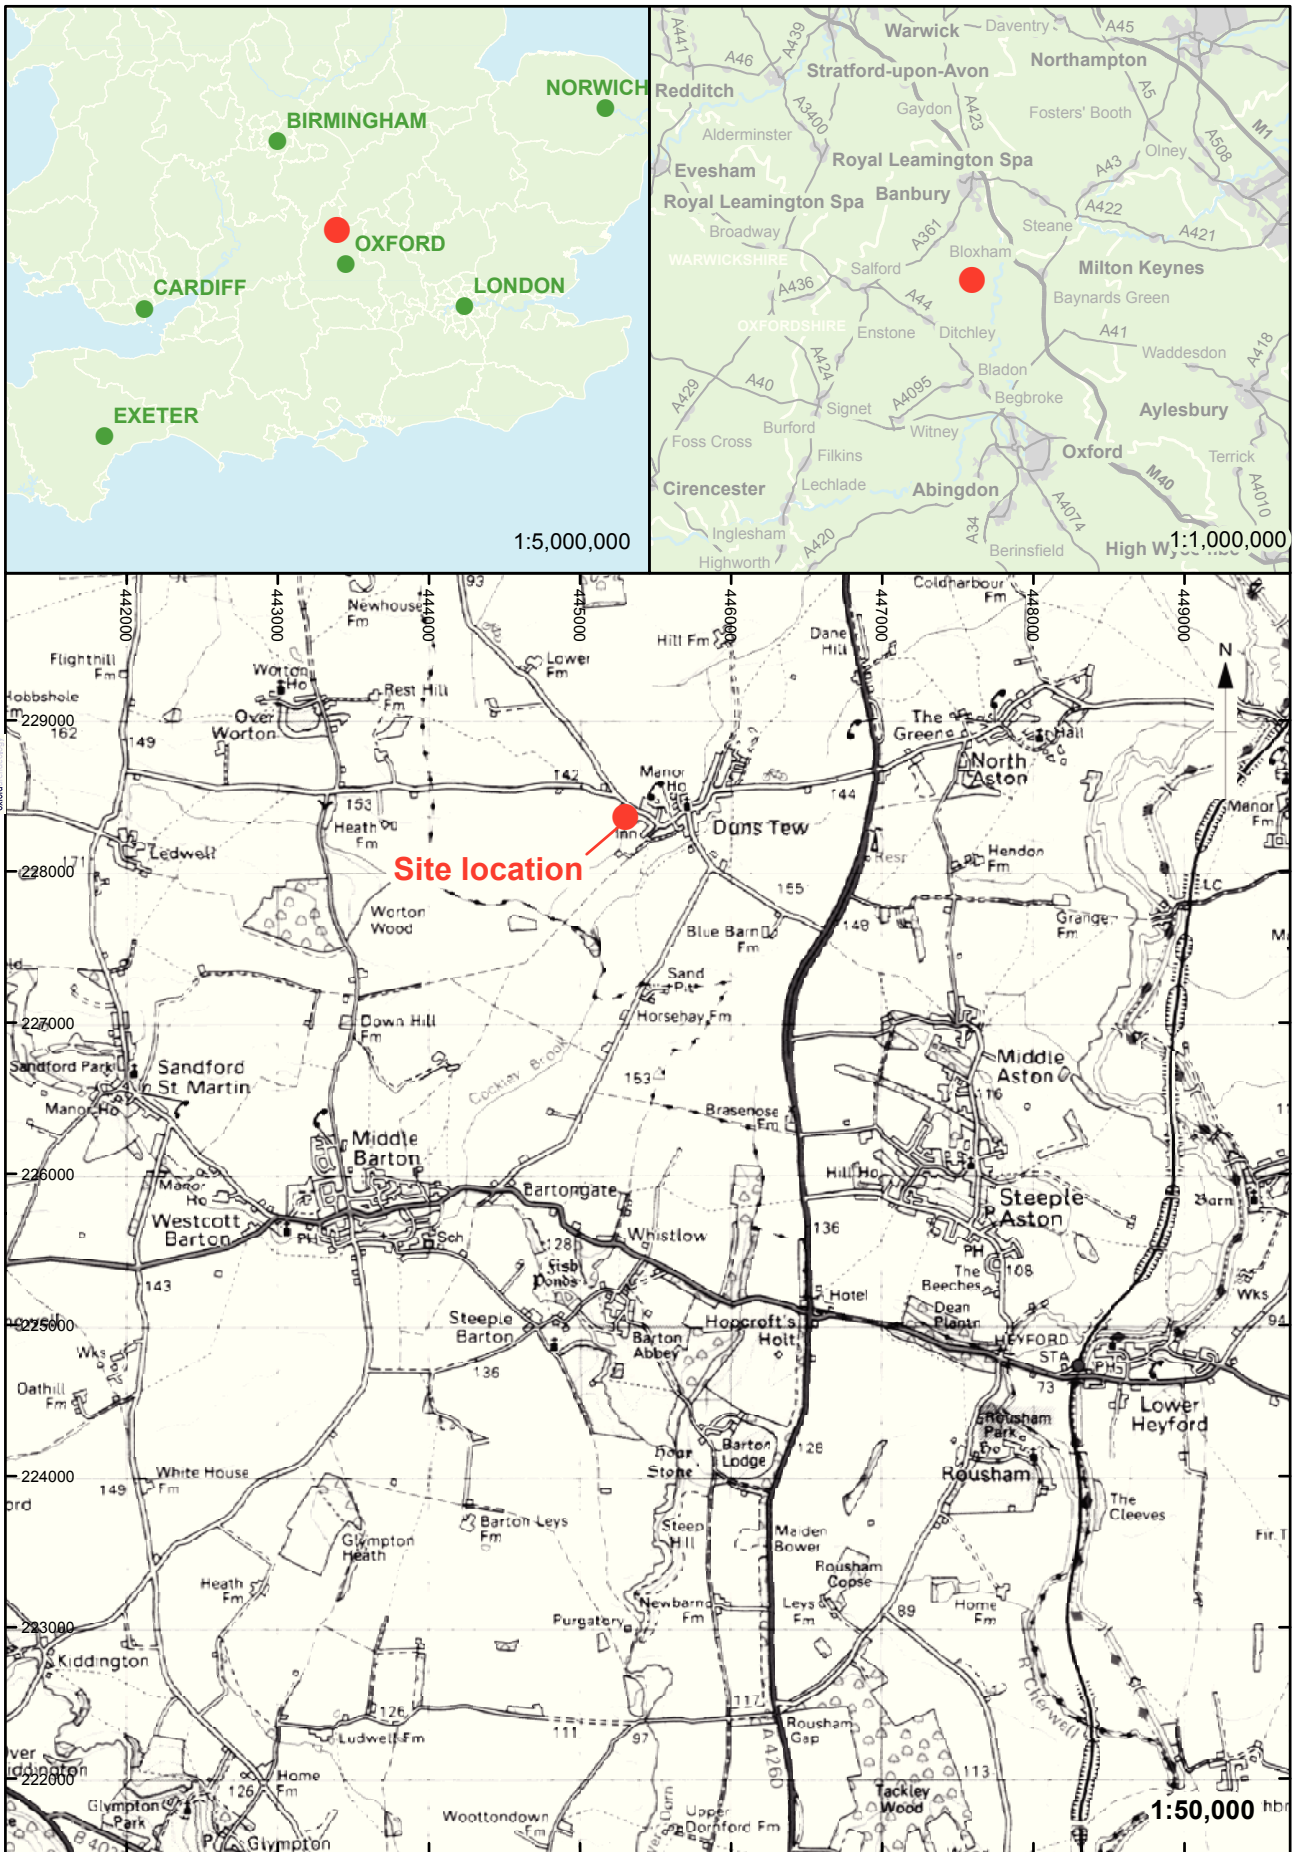 NORWICH
BIRMINGHAM
OXFORD
CARDIFF
LONDON
EXETER
1:5,000,000
A441
A46
A439
Warwick
Daventry
A45
Redditch
Stratford-upon-Avon
Northampton
A3400
Gaydon
A423
A5
Fosters' Booth
M1
Alderminster
A508
Olney
Evesham
Royal Leamington Spa
A43
Royal Leamington Spa
Banbury
A422
Broadway
A361
Steane
A421
WARWICKSHIRE
Bloxham
Salford
Milton Keynes
A436
A44
Baynards Green
OXFORDSHIRE
Enstone
Ditchley
A41
A418
Waddesdon
A424
Bladon
A429
A40
A4095
Begbroke
Signet
Aylesbury
Burford
Witney
Foss Cross
Oxford
Filkins
Terrick
Cirencester
Lechlade
Abingdon
M40
A4010
Inglesham
A420
A34
A4074
Highworth
Berinsfield
1:1,000,000
442000
443000
444000
445000
446000
447000
448000
449000
93
Newhouse
Fm
Coldharbour
Fm
Hill Fm
Dane
Hill
N
Flighthill
Fm
Worton
Ho
Lower
Fm
Rest Hill
Fm
229000
162
149
Over
Worton
The
Green
Hall
North
Aston
142
Manor
Ho
144
153
Manor
Fm
Heath
Fm
Inn
Duns Tew
171
Ledwell
Site location
Resr
Hendon
Fm
228000
155
LC
Worton
Wood
Blue Barn
Fm
148
Grange
Fm
Sand
Pit
Horsehay Fm
227000
Down Hill
Fm
Sandford Park
Sandford
St Martin
Cockley Brook
Middle
Aston
153
116
Manor Ho
Brasenose
Fm
Middle
Barton
226000
Hill Ho
Manor
Ho
Bartongate
Steeple
Aston
Barn
Westcott
Barton
PH
Sch
Whistlow
136
128
PH
143
Fish
Ponds
The
Beeches
108
Hotel
Wks
Steeple
Barton
Dean
Plantn
225000
Hopcroft's
Holt
94
Barton
Abbey
HEYFORD
STA
PH
Wks
136
73
Oathill
Fm
Lower
Heyford
Rousham
Park
Ho
Hoar
Stone
Barton
Lodge
128
224000
White House
Fm
Rousham
149
The
Cleeves
Barton Leys
Fm
Steep
Hill
Maiden
Bower
Glympton
Heath
Rousham
Copse
Heath
Fm
Newbarn
Fm
Leys
Fm
89
Home
Fm
Purgatory
223000
Kiddington
R Cherwell
117
126
111
97
Rousham
Gap
Ludwell Fm
A 4260
222000
Home
Fm
126
113
Glympton
Park
Tackley
Wood
1:50,000
Woottondown
Fm
Upper
Dornford Fm
Glympton